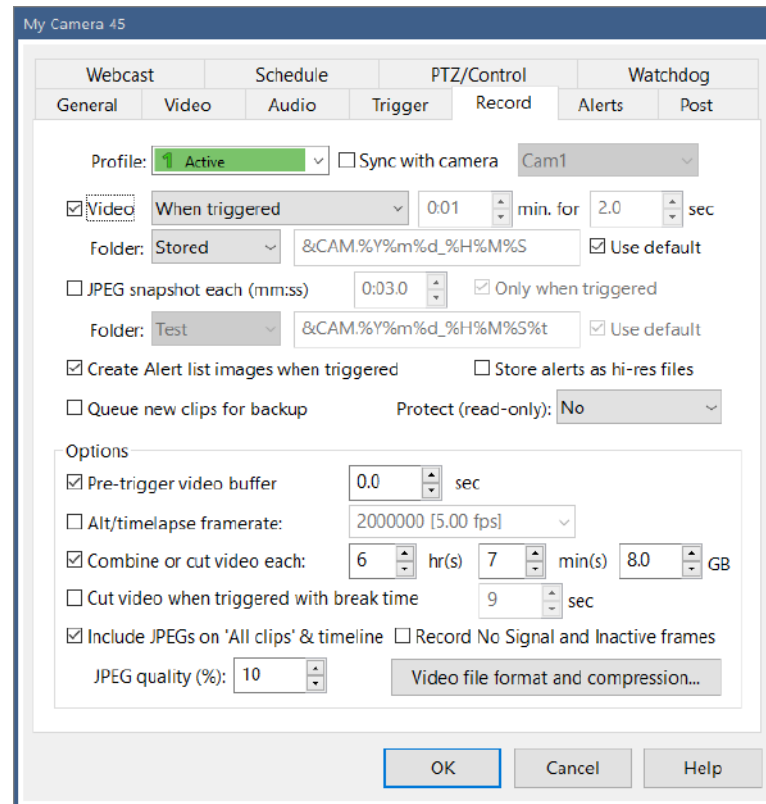 My Camera 45
Webcast Schedule PTZ/Control Watchdog
General Video Audio Trigger Record Alerts Post
Profile: 1 Active Sync with camera Cam1
Video When triggered 0:01 min. for 2.0 sec
Folder: Stored &CAM.%Y%m%d_%H%M%S Use default
JPEG snapshot each (mm:ss) 0:03.0 Only when triggered
Folder: Test &CAM.%Y%m%d_%H%M%S%t Use default
Create Alert list images when triggered Store alerts as hi-res files
Queue new clips for backup Protect (read-only): No
Options
Pre-trigger video buffer 0.0 sec
Alt/timelapse framerate: 2000000 [5.00 fps]
Combine or cut video each: 6 hr(s) 7 min(s) 8.0 GB
Cut video when triggered with break time 9 sec
Include JPEGs on 'All clips' & timeline Record No Signal and Inactive frames
JPEG quality (%): 10 Video file format and compression...
OK Cancel Help